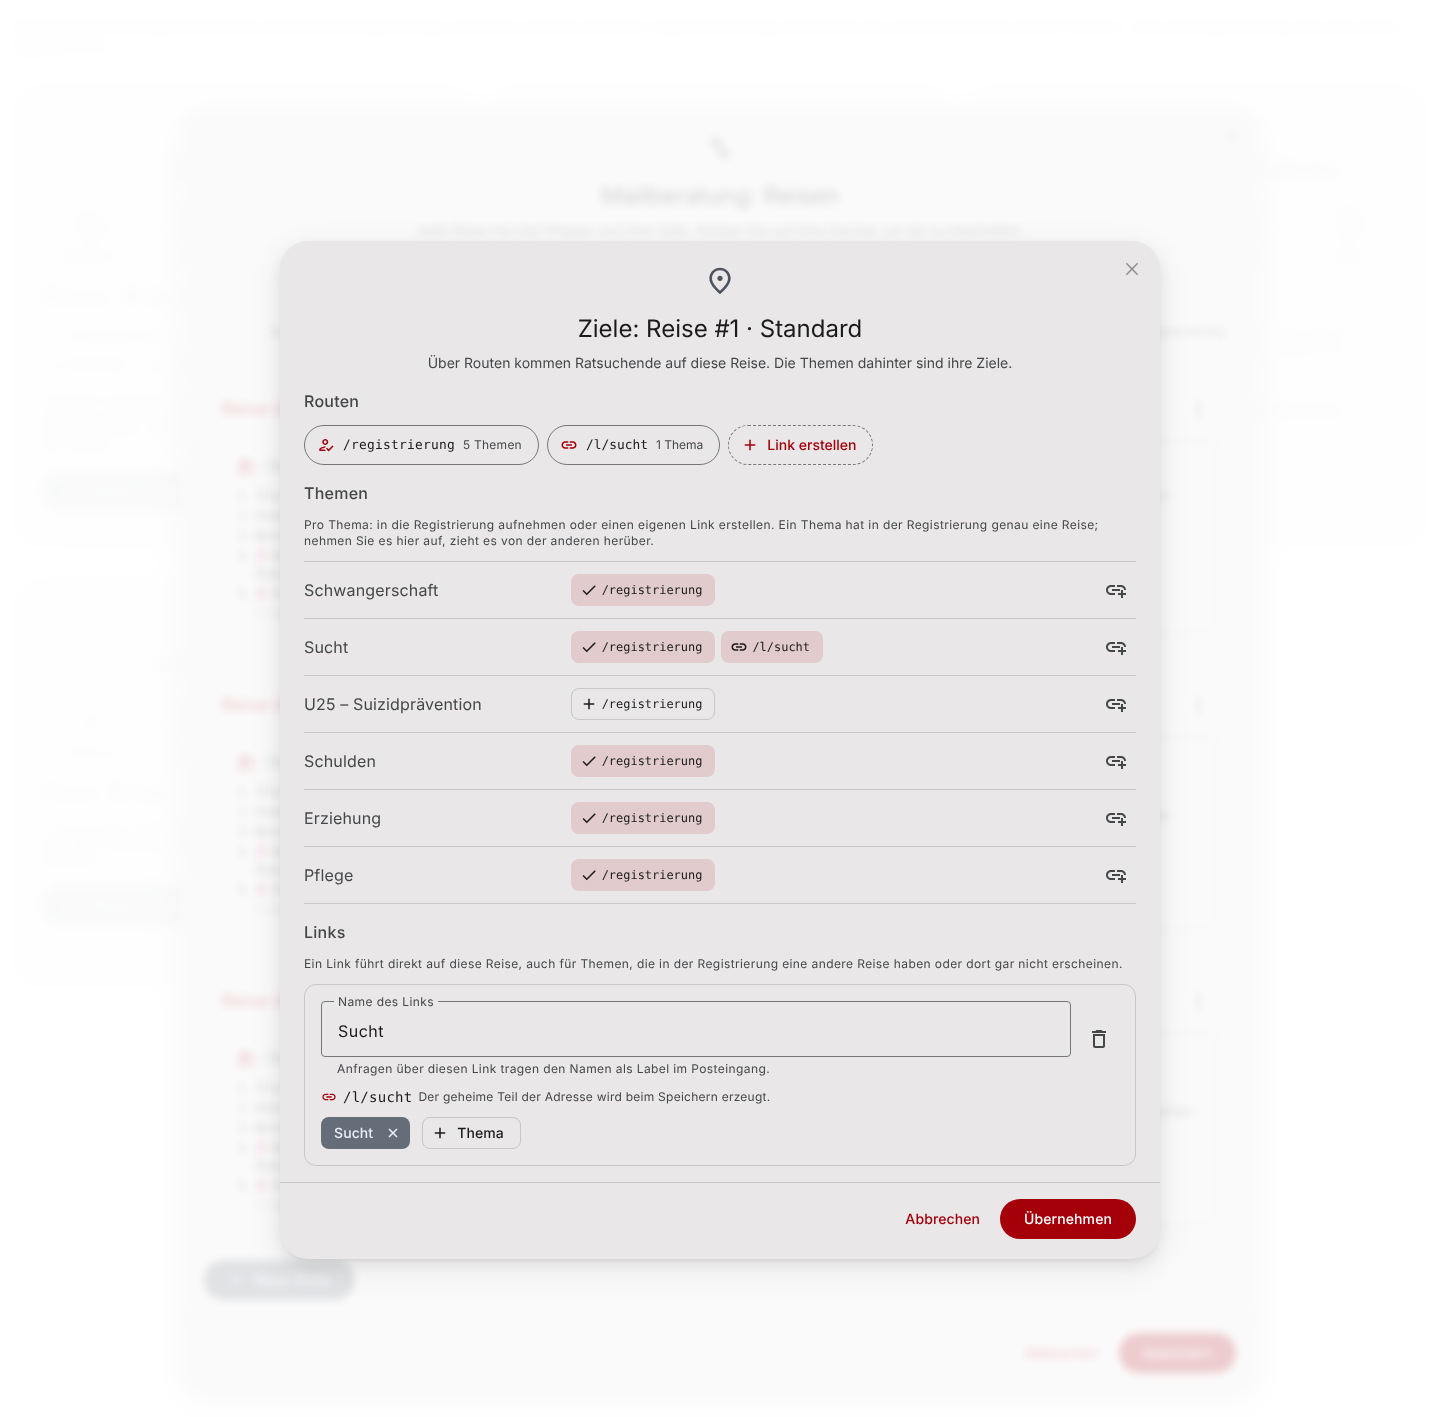 Mailberatung: Reisen
Ziele: Reise #1 · Standard
Über Routen kommen Ratsuchende auf diese Reise. Die Themen dahinter sind ihre Ziele.
Routen
/registrierung 5 Themen
/l/sucht 1 Thema
Link erstellen
Themen
Pro Thema: in die Registrierung aufnehmen oder einen eigenen Link erstellen. Ein Thema hat in der Registrierung genau eine Reise;
nehmen Sie es hier auf, zieht es von der anderen herüber.
Schwangerschaft /registrierung
Sucht /registrierung /l/sucht
U25 – Suizidprävention /registrierung
Schulden /registrierung
Erziehung /registrierung
Pflege /registrierung
Links
Ein Link führt direkt auf diese Reise, auch für Themen, die in der Registrierung eine andere Reise haben oder dort gar nicht erscheinen.
Name des Links
Sucht
Anfragen über diesen Link tragen den Namen als Label im Posteingang.
/l/sucht Der geheime Teil der Adresse wird beim Speichern erzeugt.
Sucht
Thema
Abbrechen
Übernehmen